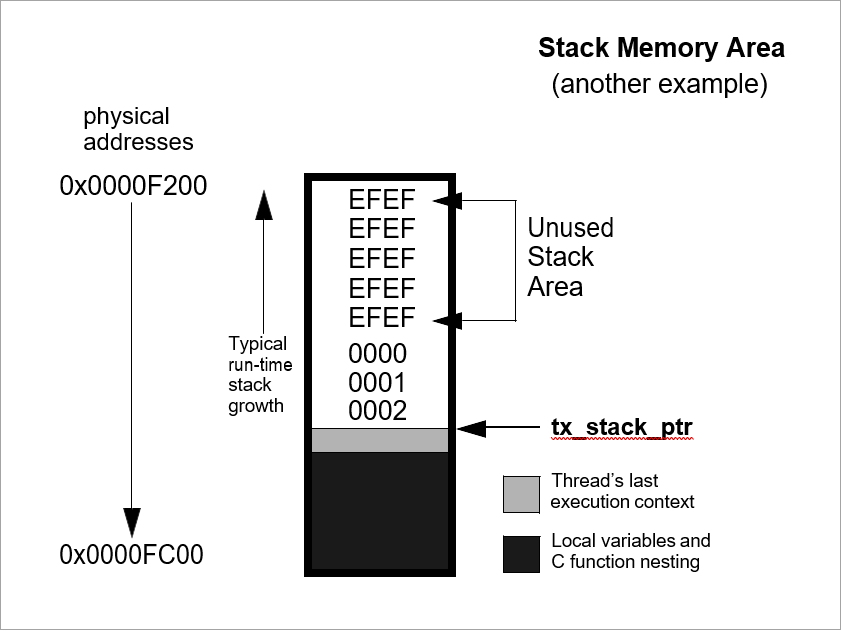 Stack Memory Area
(another example)
physical
addresses
0x0000F200
EFEF
EFEF
EFEF
EFEF
EFEF
Unused
Stack
Area
Typical
run-time
stack
growth
0000
0001
0002
tx_stack_ptr
Thread's last
execution context
Local variables and
C function nesting
0x0000FC00